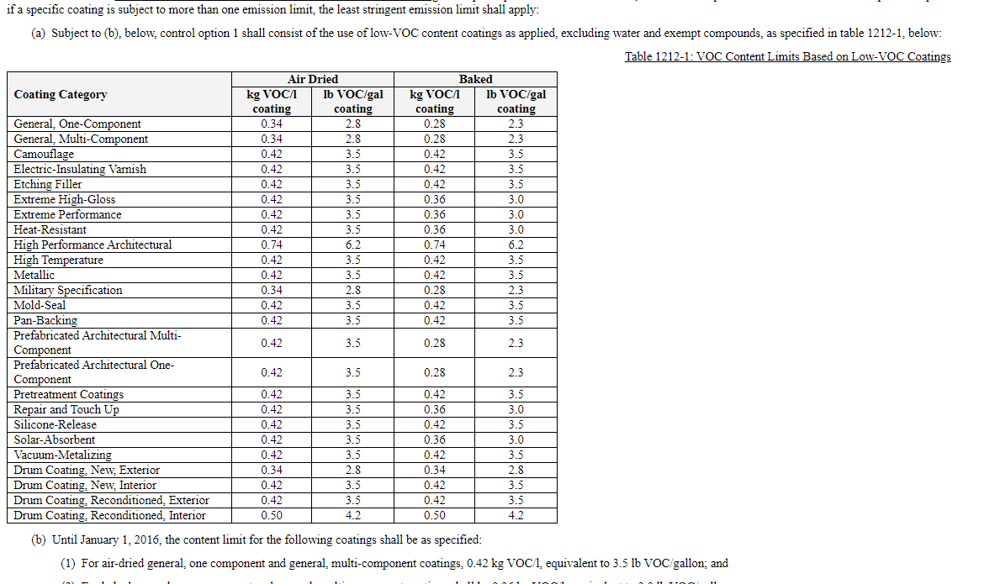 if a specific coating is subject to more than one emission limit, the least stringent emission limit shall apply:
(a) Subject to (b), below, control option 1 shall consist of the use of low-VOC content coatings as applied, excluding water and exempt compounds, as specified in table 1212-1, below:
Table 1212-1: VOC Content Limits Based on Low-VOC Coatings
Coating Category Air Dried Baked
kg VOC/l coating lb VOC/gal coating kg VOC/l coating lb VOC/gal coating
General, One-Component 0.34 2.8 0.28 2.3
General, Multi-Component 0.34 2.8 0.28 2.3
Camouflage 0.42 3.5 0.42 3.5
Electric-Insulating Varnish 0.42 3.5 0.42 3.5
Etching Filler 0.42 3.5 0.42 3.5
Extreme High-Gloss 0.42 3.5 0.36 3.0
Extreme Performance 0.42 3.5 0.36 3.0
Heat-Resistant 0.42 3.5 0.36 3.0
High Performance Architectural 0.74 6.2 0.74 6.2
High Temperature 0.42 3.5 0.42 3.5
Metallic 0.42 3.5 0.42 3.5
Military Specification 0.34 2.8 0.28 2.3
Mold-Seal 0.42 3.5 0.42 3.5
Pan-Backing 0.42 3.5 0.42 3.5
Prefabricated Architectural Multi-
Component 0.42 3.5 0.28 2.3
Prefabricated Architectural One-
Component 0.42 3.5 0.28 2.3
Pretreatment Coatings 0.42 3.5 0.42 3.5
Repair and Touch Up 0.42 3.5 0.36 3.0
Silicone-Release 0.42 3.5 0.42 3.5
Solar-Absorbent 0.42 3.5 0.36 3.0
Vacuum-Metalizing 0.42 3.5 0.42 3.5
Drum Coating, New, Exterior 0.34 2.8 0.34 2.8
Drum Coating, New, Interior 0.42 3.5 0.42 3.5
Drum Coating, Reconditioned, Exterior 0.42 3.5 0.42 3.5
Drum Coating, Reconditioned, Interior 0.50 4.2 0.50 4.2
(b) Until January 1, 2016, the content limit for the following coatings shall be as specified:
(1) For air-dried general, one component and general, multi-component coatings, 0.42 kg VOC/l, equivalent to 3.5 lb VOC/gallon; and